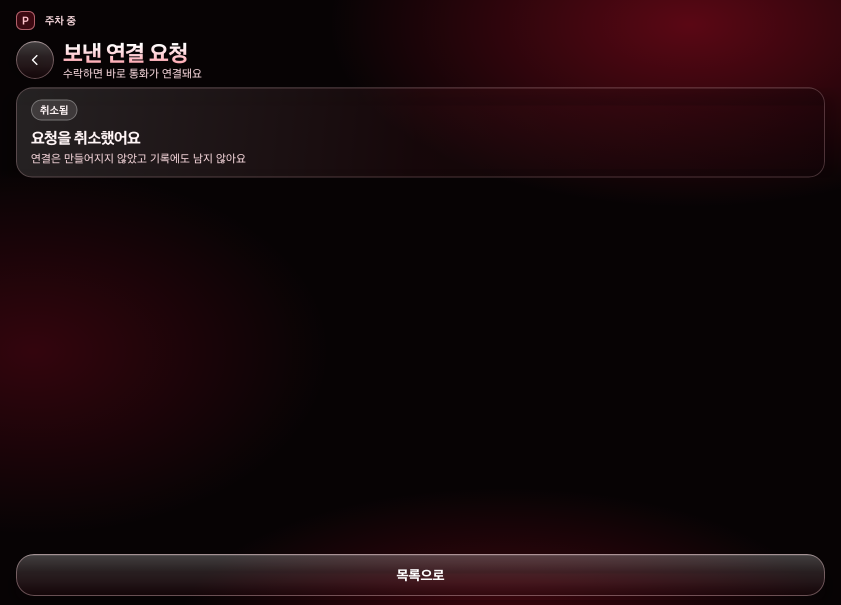 P 주차 중
보낸 연결 요청
수락하면 바로 통화가 연결돼요
취소됨
요청을 취소했어요
연결은 만들어지지 않았고 기록에도 남지 않아요
목록으로